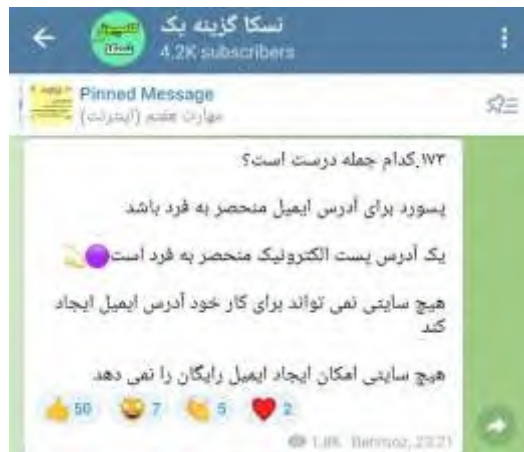 تسکا گزینه یک
4.2K subscribers
Pinned Message
مهارت هفتم (اینترنت)
۱۷۳.کدام جمله درست است؟
پسورد برای آدرس ایمیل منحصر به فرد باشد
یک آدرس پست الکترونیک منحصر به فرد است
هیچ سایتی نمی تواند برای کار خود آدرس ایمیل ایجاد
کند
هیچ سایتی امکان ایجاد ایمیل رایگان را نمی دهد
50 7 5 2
1.8K 23:21